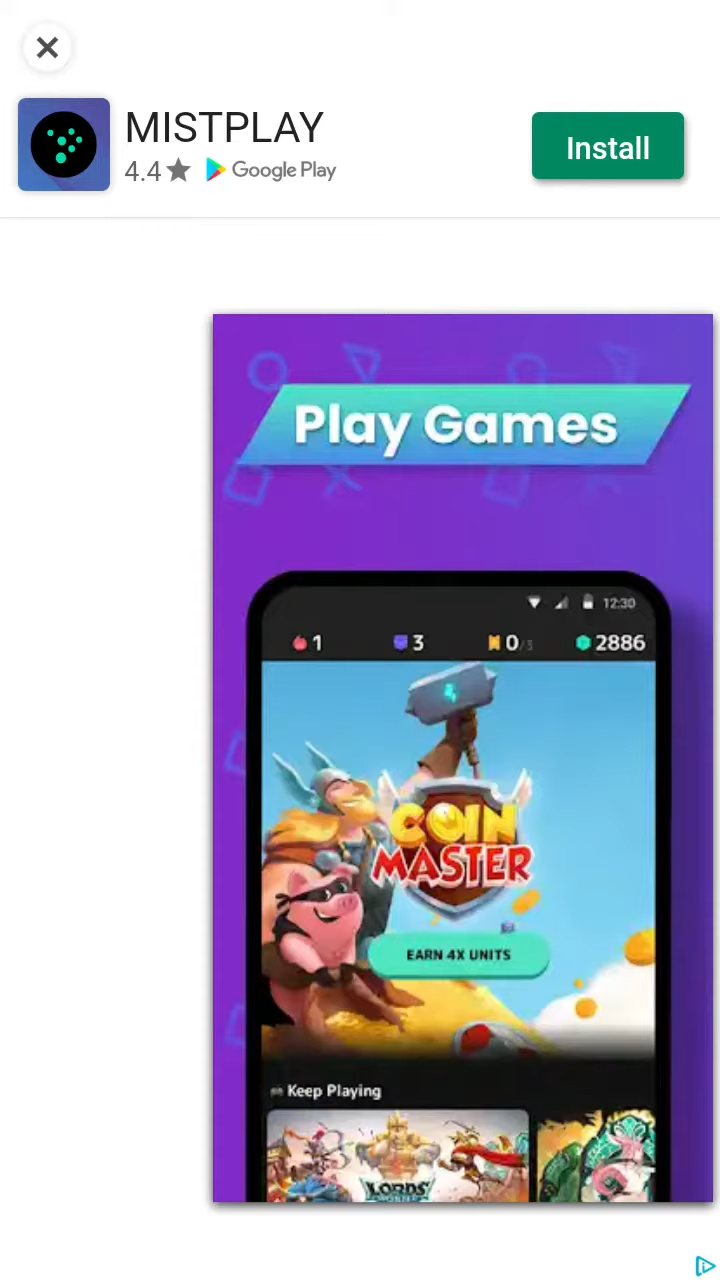 MISTPLAY
4.4★ Google Play
Install
Play Games
12:30
1 3 0/3 2886
COIN
MASTER
EARN 4X UNITS
Keep Playing
LORDS